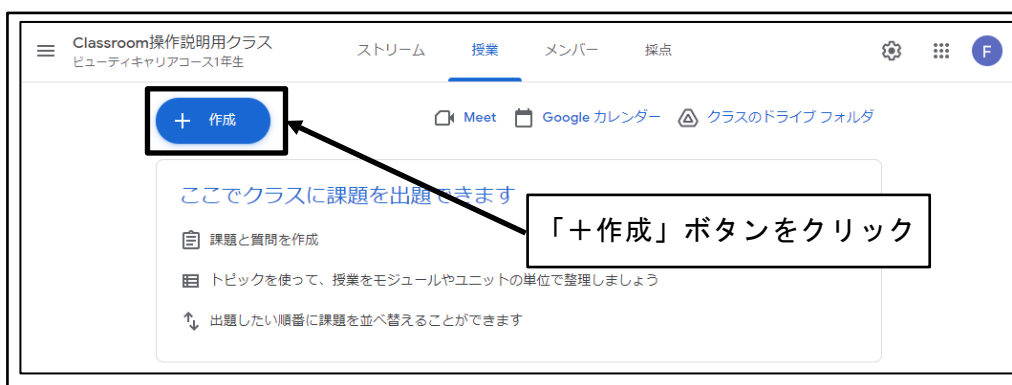 Classroom操作説明用クラス
ビューティキャリアコース1年生
ストリーム 授業 メンバー 採点
F
+ 作成
Meet Google カレンダー クラスのドライブ フォルダ
ここでクラスに課題を出題できます
「＋作成」ボタンをクリック
課題と質問を作成
トピックを使って、授業をモジュールやユニットの単位で整理しましょう
出題したい順番に課題を並べ替えることができます